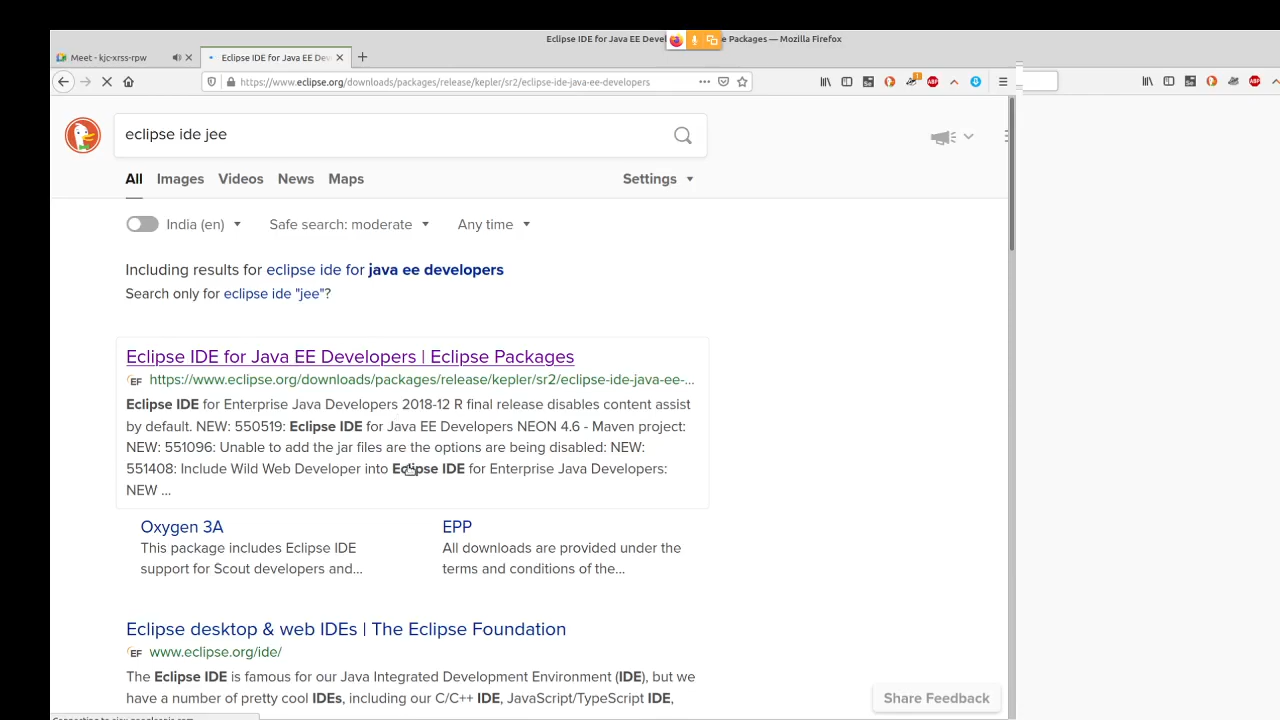 Eclipse IDE for Java EE Devel
e Packages — Mozilla Firefox
Meet - kjc-xrss-rpw
Eclipse IDE for Java EE Dev
https://www.eclipse.org/downloads/packages/release/kepler/sr2/eclipse-ide-java-ee-developers
eclipse ide jee
All Images Videos News Maps Settings
India (en) Safe search: moderate Any time
Including results for eclipse ide for java ee developers
Search only for eclipse ide "jee"?
Eclipse IDE for Java EE Developers | Eclipse Packages
EF https://www.eclipse.org/downloads/packages/release/kepler/sr2/eclipse-ide-java-ee-...
Eclipse IDE for Enterprise Java Developers 2018-12 R final release disables content assist
by default. NEW: 550519: Eclipse IDE for Java EE Developers NEON 4.6 - Maven project:
NEW: 551096: Unable to add the jar files are the options are being disabled: NEW:
551408: Include Wild Web Developer into Eclipse IDE for Enterprise Java Developers:
NEW ...
Oxygen 3A
This package includes Eclipse IDE
support for Scout developers and...
EPP
All downloads are provided under the
terms and conditions of the...
Eclipse desktop & web IDEs | The Eclipse Foundation
EF www.eclipse.org/ide/
The Eclipse IDE is famous for our Java Integrated Development Environment (IDE), but we
have a number of pretty cool IDEs, including our C/C++ IDE, JavaScript/TypeScript IDE,
Share Feedback